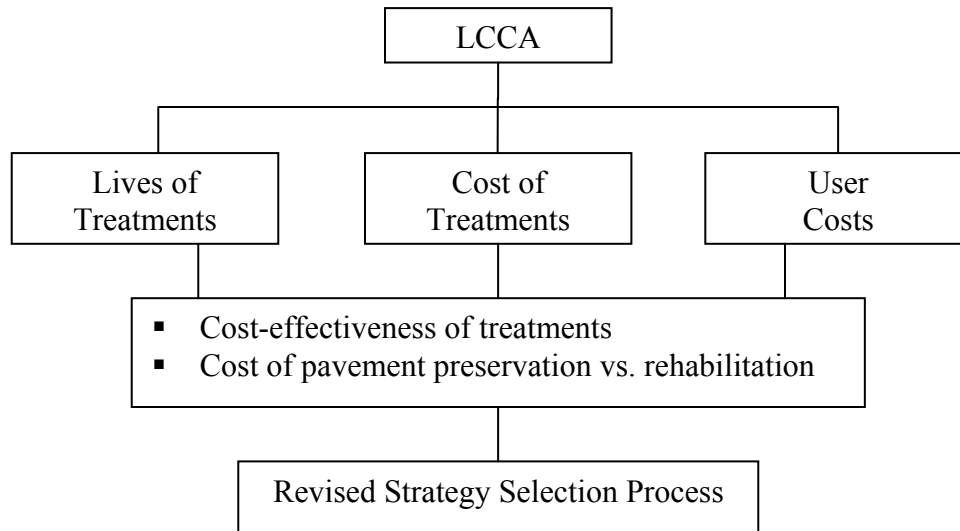 LCCA
Lives of
Treatments
Cost of
Treatments
User
Costs
▪ Cost-effectiveness of treatments
▪ Cost of pavement preservation vs. rehabilitation
Revised Strategy Selection Process